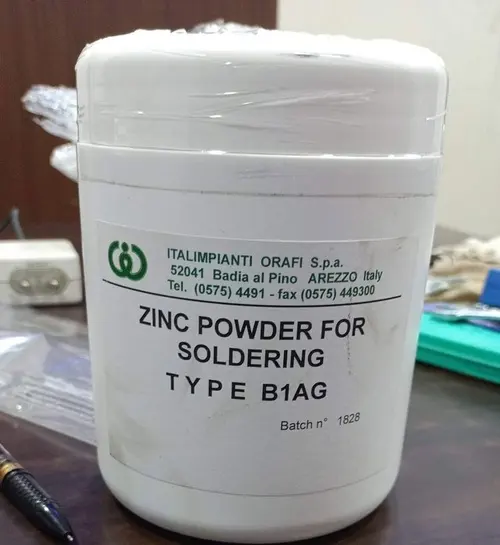 ITALIMPIANTI ORAFI S.p.a.
52041 Badia al Pino AREZZO Italy
Tel. (0575) 4491 - fax (0575) 449300
ZINC POWDER FOR
SOLDERING
TYPE B1AG
Batch n° 1828